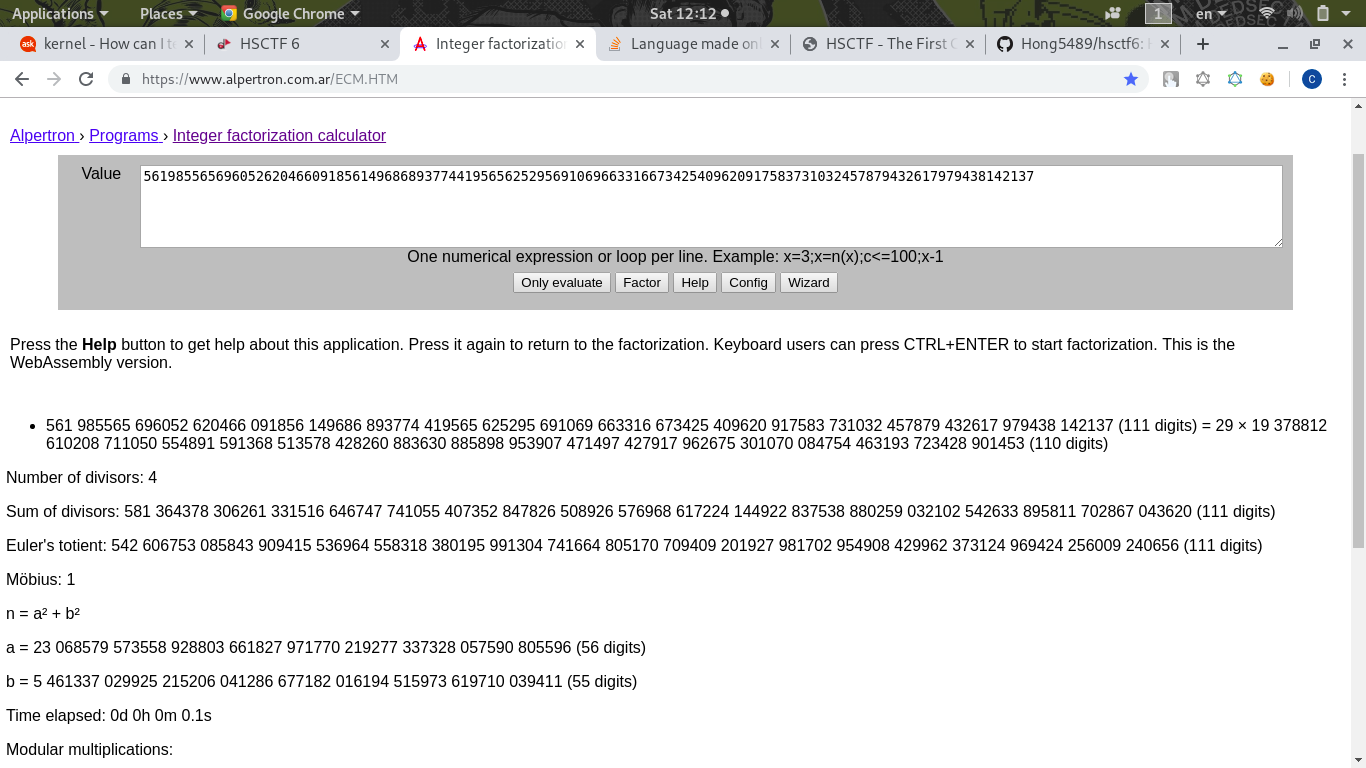 Applications Places Google Chrome Sat 12:12 1 en
kernel - How can I t HSCTF 6 Integer factorizatio Language made on HSCTF - The First C Hong5489/hsctf6:
https://www.alpertron.com.ar/ECM.HTM C
Alpertron › Programs › Integer factorization calculator
Value 561985565696052620466091856149686893774419565625295691069663316673425409620917583731032457879432617979438142137
One numerical expression or loop per line. Example: x=3;x=n(x);c<=100;x-1
Only evaluate Factor Help Config Wizard
Press the Help button to get help about this application. Press it again to return to the factorization. Keyboard users can press CTRL+ENTER to start factorization. This is the
WebAssembly version.
• 561 985565 696052 620466 091856 149686 893774 419565 625295 691069 663316 673425 409620 917583 731032 457879 432617 979438 142137 (111 digits) = 29 × 19 378812
610208 711050 554891 591368 513578 428260 883630 885898 953907 471497 427917 962675 301070 084754 463193 723428 901453 (110 digits)
Number of divisors: 4
Sum of divisors: 581 364378 306261 331516 646747 741055 407352 847826 508926 576968 617224 144922 837538 880259 032102 542633 895811 702867 043620 (111 digits)
Euler's totient: 542 606753 085843 909415 536964 558318 380195 991304 741664 805170 709409 201927 981702 954908 429962 373124 969424 256009 240656 (111 digits)
Möbius: 1
n = a² + b²
a = 23 068579 573558 928803 661827 971770 219277 337328 057590 805596 (56 digits)
b = 5 461337 029925 215206 041286 677182 016194 515973 619710 039411 (55 digits)
Time elapsed: 0d 0h 0m 0.1s
Modular multiplications: